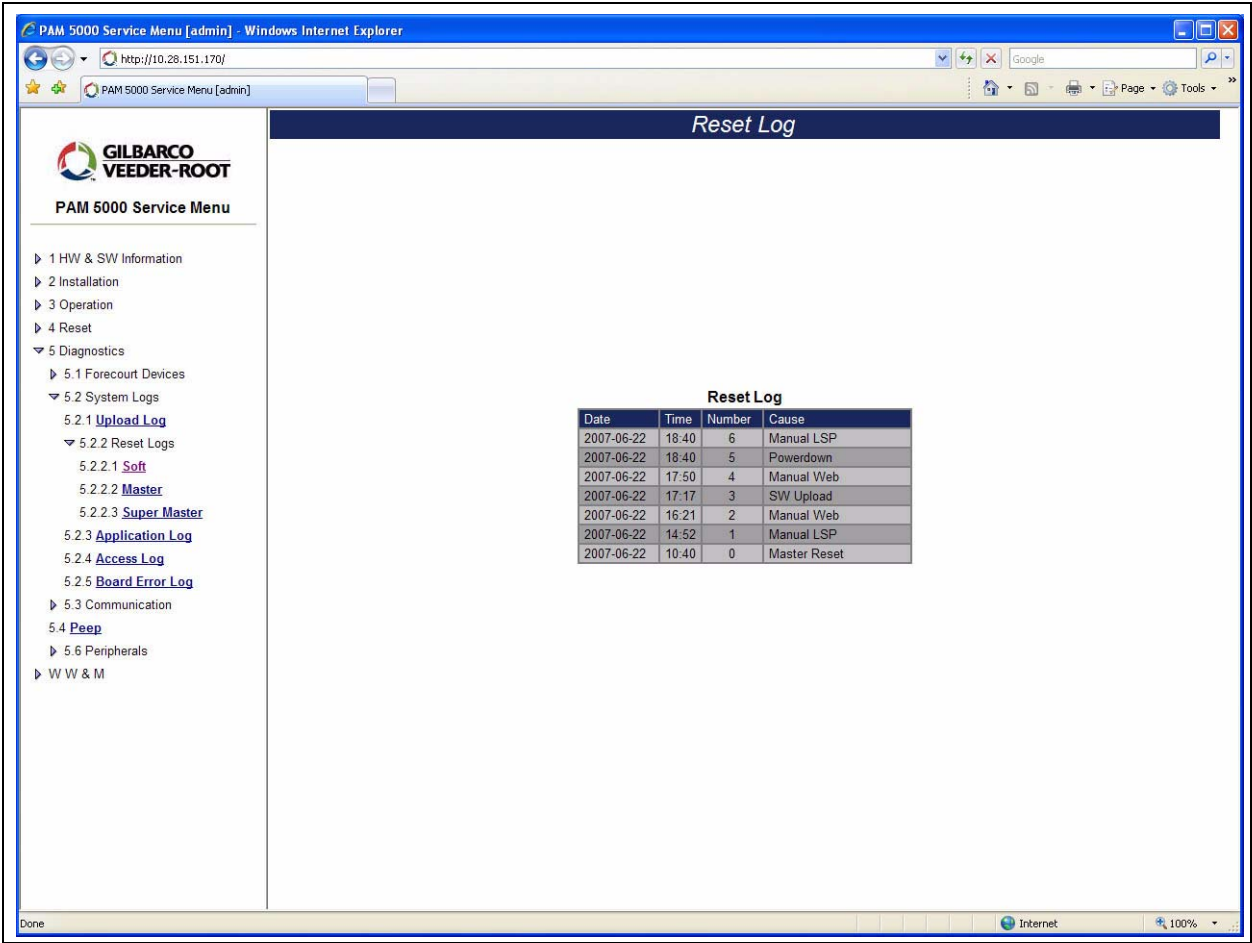 PAM 5000 Service Menu [admin] - Windows Internet Explorer
http://10.28.151.170/
Google
PAM 5000 Service Menu [admin]
Page
Tools
»
Reset Log
GILBARCO
VEEDER-ROOT
PAM 5000 Service Menu
1 HW & SW Information
2 Installation
3 Operation
4 Reset
5 Diagnostics
5.1 Forecourt Devices
5.2 System Logs
5.2.1 Upload Log
5.2.2 Reset Logs
5.2.2.1 Soft
5.2.2.2 Master
5.2.2.3 Super Master
5.2.3 Application Log
5.2.4 Access Log
5.2.5 Board Error Log
5.3 Communication
5.4 Peep
5.6 Peripherals
W W & M
Reset Log
Date Time Number Cause
2007-06-22 18:40 6 Manual LSP
2007-06-22 18:40 5 Powerdown
2007-06-22 17:50 4 Manual Web
2007-06-22 17:17 3 SW Upload
2007-06-22 16:21 2 Manual Web
2007-06-22 14:52 1 Manual LSP
2007-06-22 10:40 0 Master Reset
Done
Internet
100%